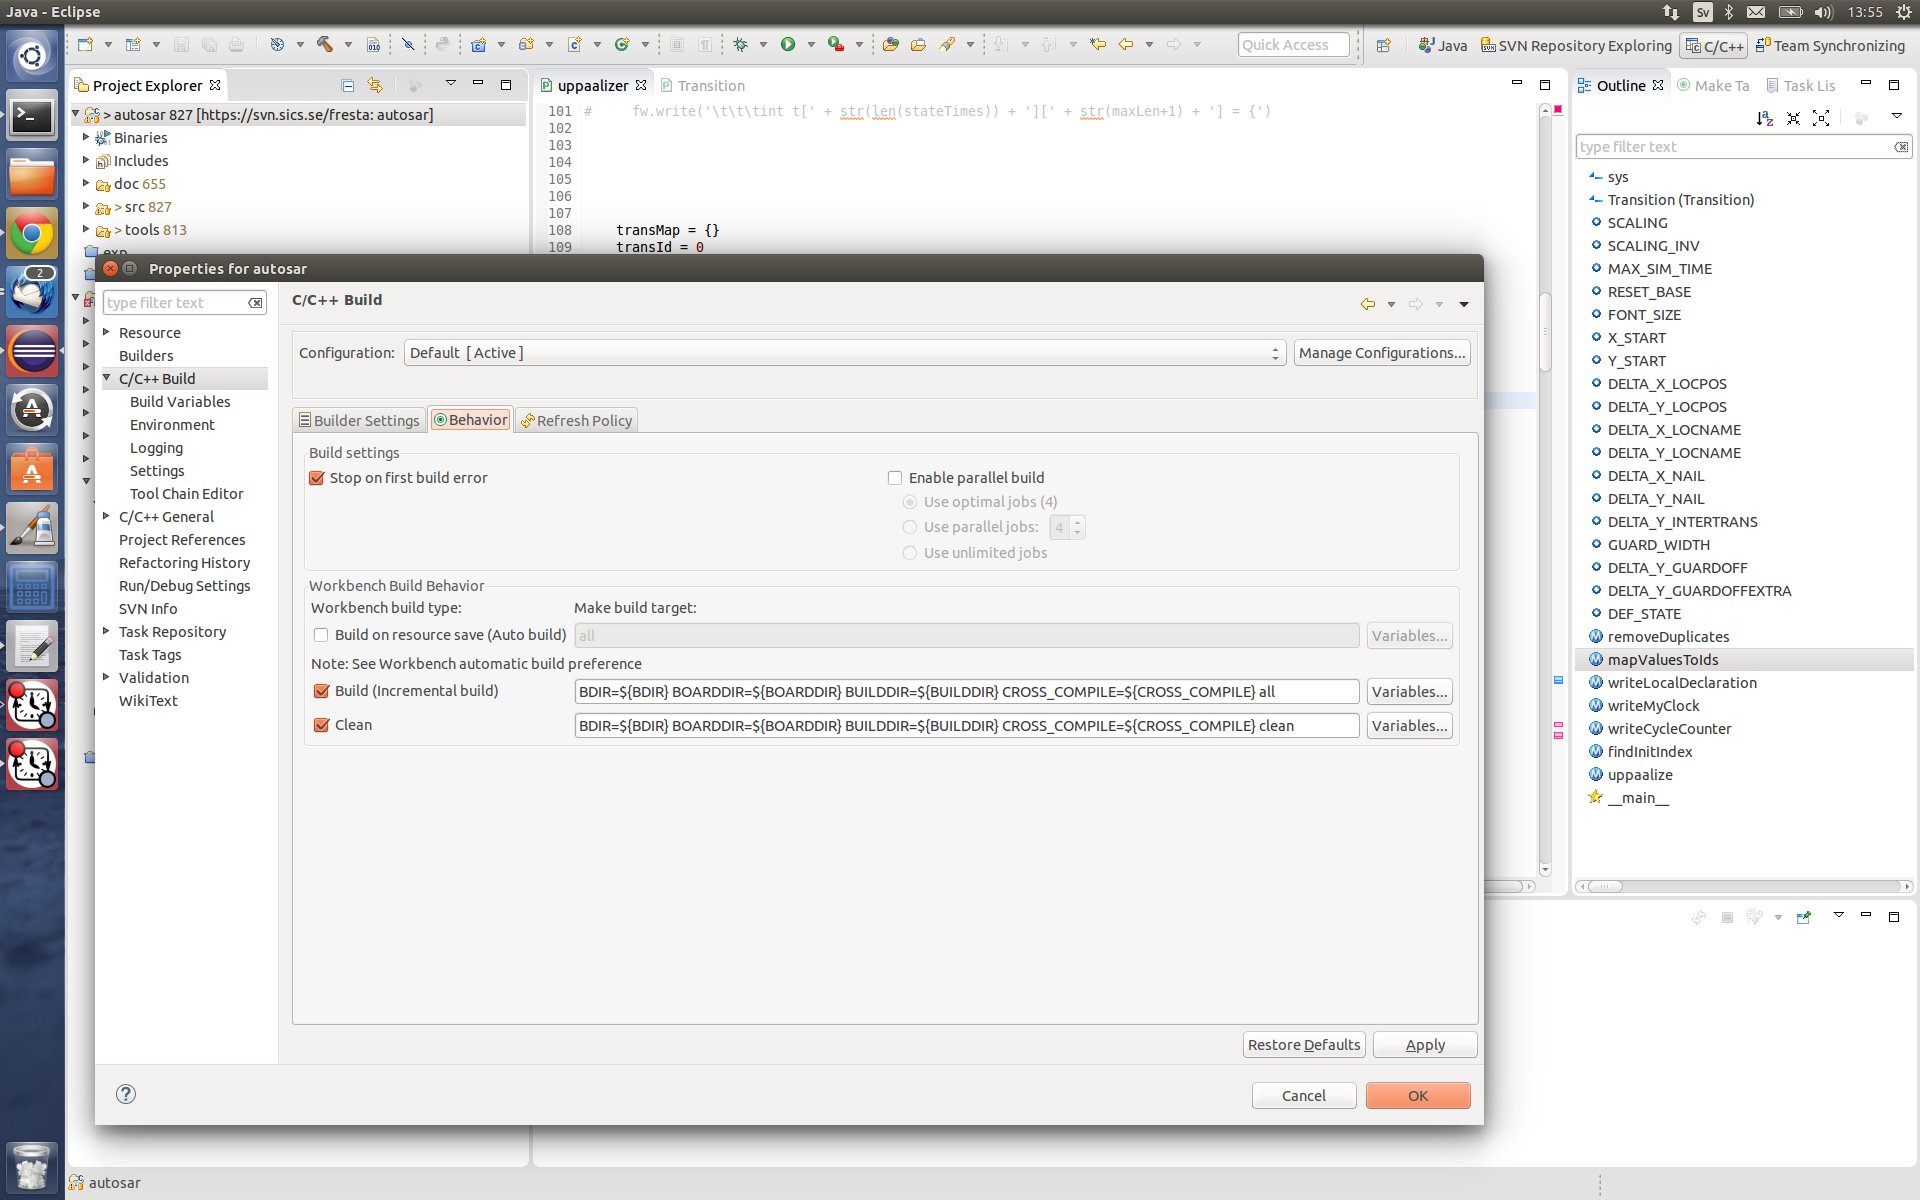 Java - Eclipse
Sv
13:55
Quick Access
Java
SVN Repository Exploring
C/C++
Team Synchronizing
Project Explorer
> autosar 827 [https://svn.sics.se/fresta: autosar]
Binaries
Includes
doc 655
> src 827
> tools 813
exp
2
uppaalizer
Transition
101 #     fw.write('\t\t\t\tint t[' + str(len(stateTimes)) + '][' + str(maxLen+1) + '] = {')
102
103
104
105
106
107
108 transMap = {}
109 transId = 0
Outline
Make Ta
Task Lis
type filter text
sys
Transition (Transition)
SCALING
SCALING_INV
MAX_SIM_TIME
RESET_BASE
FONT_SIZE
X_START
Y_START
DELTA_X_LOCPOS
DELTA_Y_LOCPOS
DELTA_X_LOCNAME
DELTA_Y_LOCNAME
DELTA_X_NAIL
DELTA_Y_NAIL
DELTA_Y_INTERTRANS
GUARD_WIDTH
DELTA_Y_GUARDOFF
DELTA_Y_GUARDOFFEXTRA
DEF_STATE
removeDuplicates
mapValuesToIds
writeLocalDeclaration
writeMyClock
writeCycleCounter
findInitIndex
uppaalize
__main__
Properties for autosar
type filter text
Resource
Builders
C/C++ Build
Build Variables
Environment
Logging
Settings
Tool Chain Editor
C/C++ General
Project References
Refactoring History
Run/Debug Settings
SVN Info
Task Repository
Task Tags
Validation
WikiText
C/C++ Build
Configuration:
Default [ Active ]
Manage Configurations...
Builder Settings
Behavior
Refresh Policy
Build settings
Stop on first build error
Enable parallel build
Use optimal jobs (4)
Use parallel jobs: 4
Use unlimited jobs
Workbench Build Behavior
Workbench build type:
Make build target:
Build on resource save (Auto build)
all
Variables...
Note: See Workbench automatic build preference
Build (Incremental build)
BDIR=${BDIR} BOARDDIR=${BOARDDIR} BUILDDIR=${BUILDDIR} CROSS_COMPILE=${CROSS_COMPILE} all
Variables...
Clean
BDIR=${BDIR} BOARDDIR=${BOARDDIR} BUILDDIR=${BUILDDIR} CROSS_COMPILE=${CROSS_COMPILE} clean
Variables...
Restore Defaults
Apply
Cancel
OK
autosar